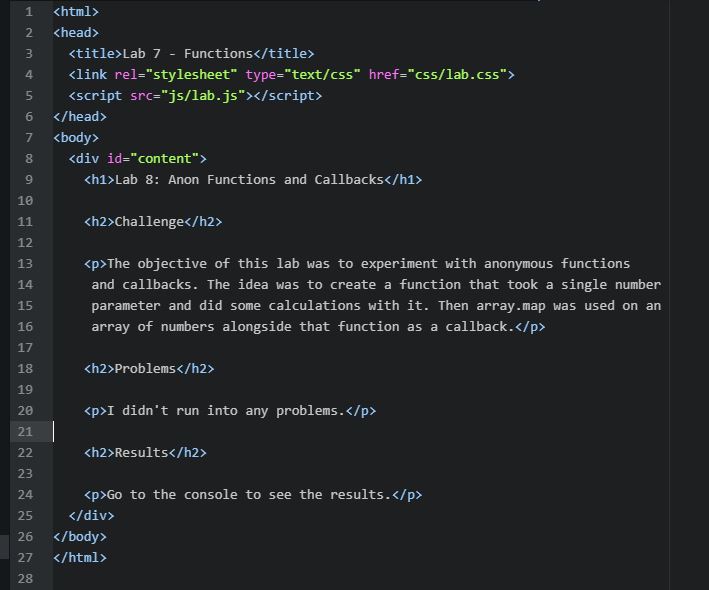 1 <html>
2 <head>
3 <title>Lab 7 - Functions</title>
4 <link rel="stylesheet" type="text/css" href="css/lab.css">
5 <script src="js/lab.js"></script>
6 </head>
7 <body>
8 <div id="content">
9 <h1>Lab 8: Anon Functions and Callbacks</h1>
10
11 <h2>Challenge</h2>
12
13 <p>The objective of this lab was to experiment with anonymous functions
14 and callbacks. The idea was to create a function that took a single number
15 parameter and did some calculations with it. Then array.map was used on an
16 array of numbers alongside that function as a callback.</p>
17
18 <h2>Problems</h2>
19
20 <p>I didn't run into any problems.</p>
21
22 <h2>Results</h2>
23
24 <p>Go to the console to see the results.</p>
25 </div>
26 </body>
27 </html>
28